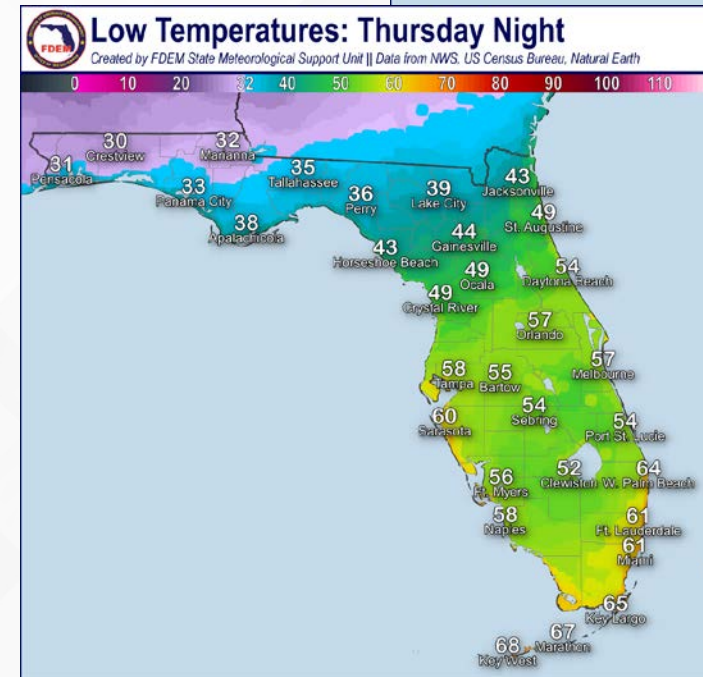 FDEM
Low Temperatures: Thursday Night
Created by FDEM State Meteorological Support Unit || Data from NWS. US Census Bureau, Natural Earth
0 10 20 32 40 50 60 70 80 90 100 110
30
Crestview
32
Marianna
31
Pensacola
33
Panama City
35
Tallahassee
36
Perry
39
Lake City
43
Jacksonville
38
Apalachicola
49
St. Augustine
44
Gainesville
43
Horseshoe Beach
49
Ocala
54
Daytona Beach
49
Crystal River
57
Orlando
58
Tampa
55
Bartow
57
Melbourne
60
Sarasota
54
Sebring
54
Port St. Lucie
56
Ft. Myers
52
Clewiston
64
W. Palm Beach
58
Naples
61
Ft. Lauderdale
61
Miami
65
Key Largo
67
Marathon
68
Key West